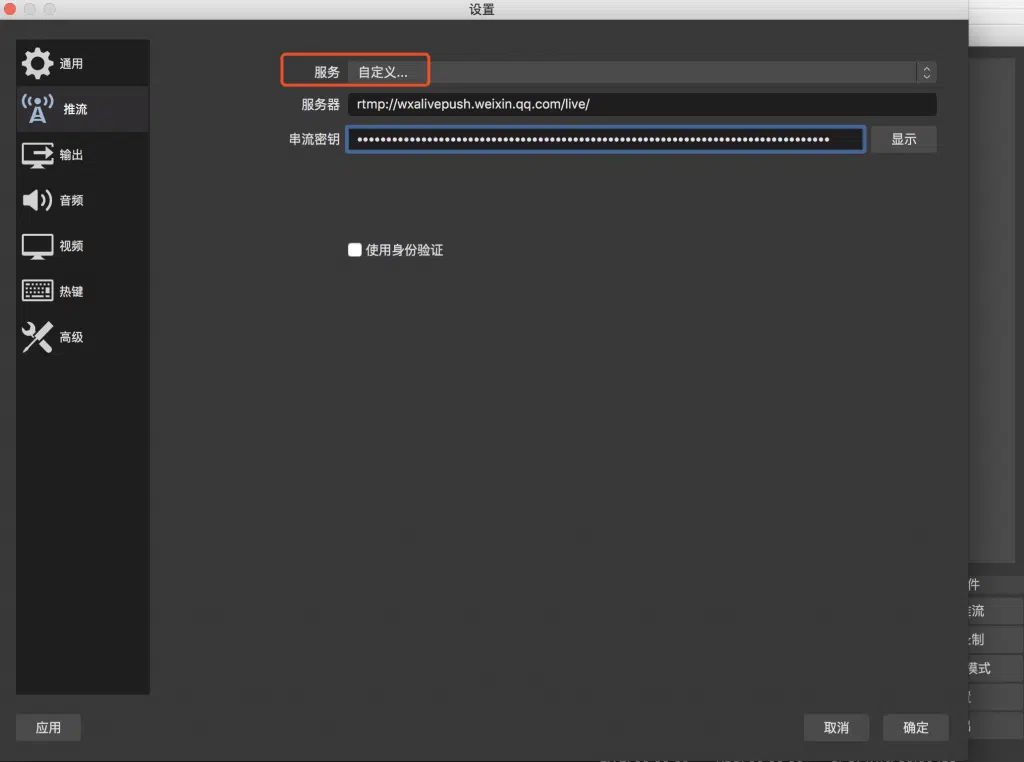 设置
通用
推流
输出
音频
视频
热键
高级
服务 自定义...
服务器 rtmp://wxalivepush.weixin.qq.com/live/
串流密钥 ●●●●●●●●●●●●●●●●●●●●●●●●●●●●●●●●●●●●●●●●●●●●●●●●●●●●●●●●●●●●●●●●●●●●●●●●●●●●●●● 显示
使用身份验证
件
流
制
模式
应用 取消 确定